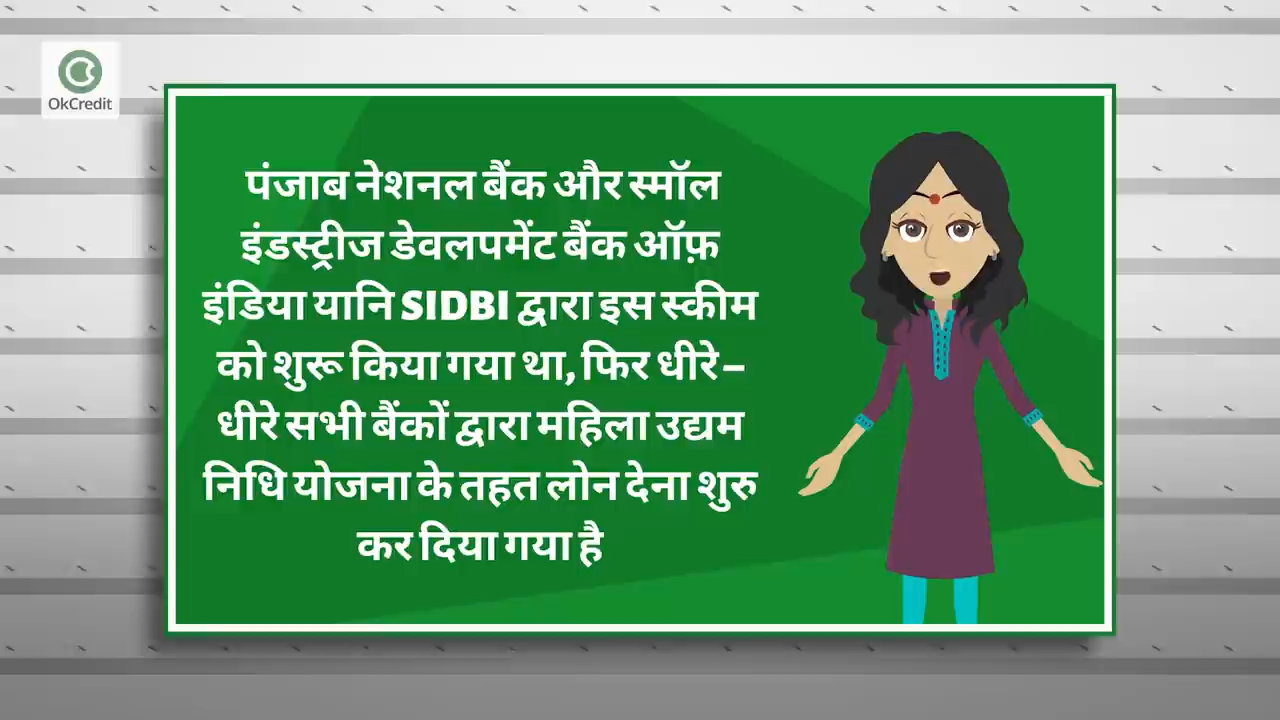 OkCredit
पंजाब नेशनल बैंक और स्मॉल
इंडस्ट्रीज डेवलपमेंट बैंक ऑफ़
इंडिया यानि SIDBI द्वारा इस स्कीम
को शुरू किया गया था, फिर धीरे –
धीरे सभी बैंकों द्वारा महिला उद्यम
निधि योजना के तहत लोन देना शुरु
कर दिया गया है